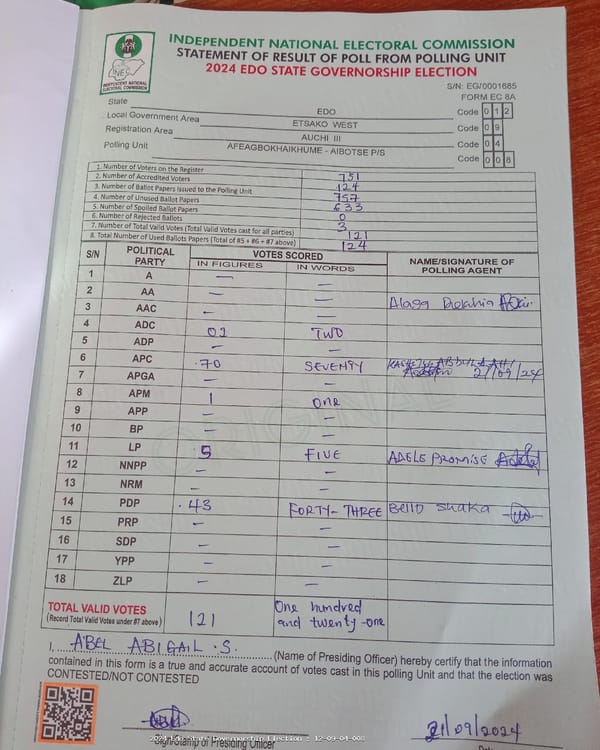 INDEPENDENT NATIONAL ELECTORAL COMMISSION
STATEMENT OF RESULT OF POLL FROM POLLING UNIT
2024 EDO STATE GOVERNORSHIP ELECTION
INDEPENDENT NATIONAL ELECTORAL COMMISSION
S/N: EG/0001685
FORM EC 8A
State EDO Code 0 1 2
Local Government Area ETSAKO WEST Code 0 9
Registration Area AUCHI III Code 0 4
Polling Unit AFEAGBOKHAIKHUME - AIBOTSE P/S Code 0 0 8
1. Number of Voters on the Register 751
2. Number of Accredited Voters 124
3. Number of Ballot Papers Issued to the Polling Unit 757
4. Number of Unused Ballot Papers 633
5. Number of Spoiled Ballot Papers 0
6. Number of Rejected Ballots 3
7. Number of Total Valid Votes (Total Valid Votes cast for all parties) 121
8. Total Number of Used Ballots Papers (Total of #5 + #6 + #7 above) 124
S/N POLITICAL PARTY VOTES SCORED NAME/SIGNATURE OF POLLING AGENT
IN FIGURES IN WORDS
1 A — —
2 AA — —
3 AAC — —
4 ADC 02 TWO
5 ADP — —
6 APC 70 SEVENTY 21/09/24
7 APGA — —
8 APM 1 one
9 APP — —
10 BP — —
11 LP 5 FIVE ADELE PROMISE
12 NNPP — —
13 NRM — —
14 PDP 43 FORTY-THREE Bello Shaka
15 PRP — —
16 SDP — —
17 YPP — —
18 ZLP — —
TOTAL VALID VOTES 121 One hundred and twenty-one
(Record Total Valid Votes under #7 above)
I, ABEL ABIGAIL .S. (Name of Presiding Officer) hereby certify that the information
contained in this form is a true and accurate account of votes cast in this polling Unit and that the election was
CONTESTED/NOT CONTESTED
21/09/2024
Sign/Stamp of Presiding Officer